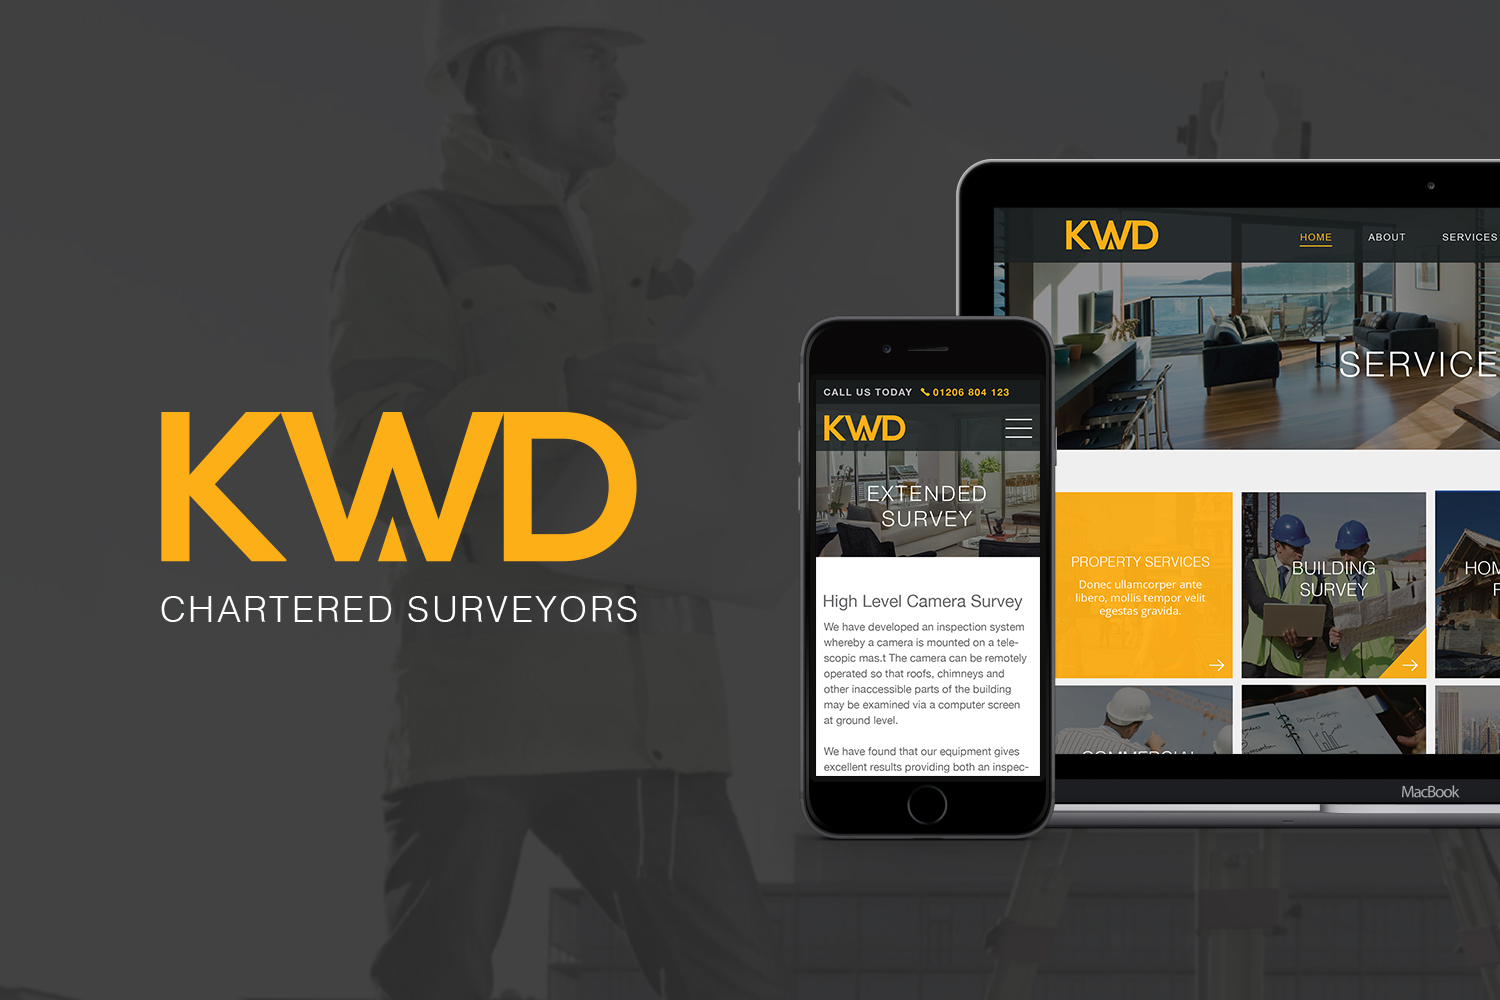 KWD
CHARTERED SURVEYORS
CALL US TODAY 01206 804 123
KWD
EXTENDED
SURVEY
High Level Camera Survey
We have developed an inspection system
whereby a camera is mounted on a tele-
scopic mas.t The camera can be remotely
operated so that roofs, chimneys and
other inaccessible parts of the building
may be examined via a computer screen
at ground level.
We have found that our equipment gives
excellent results providing both an inspec-
KWD
HOME ABOUT SERVICES
SERVICE
PROPERTY SERVICES
Donec ullamcorper ante
libero, mollis tempor velit
egestas gravida.
BUILDING
SURVEY
HOM
F
COMMERCIAL
MacBook